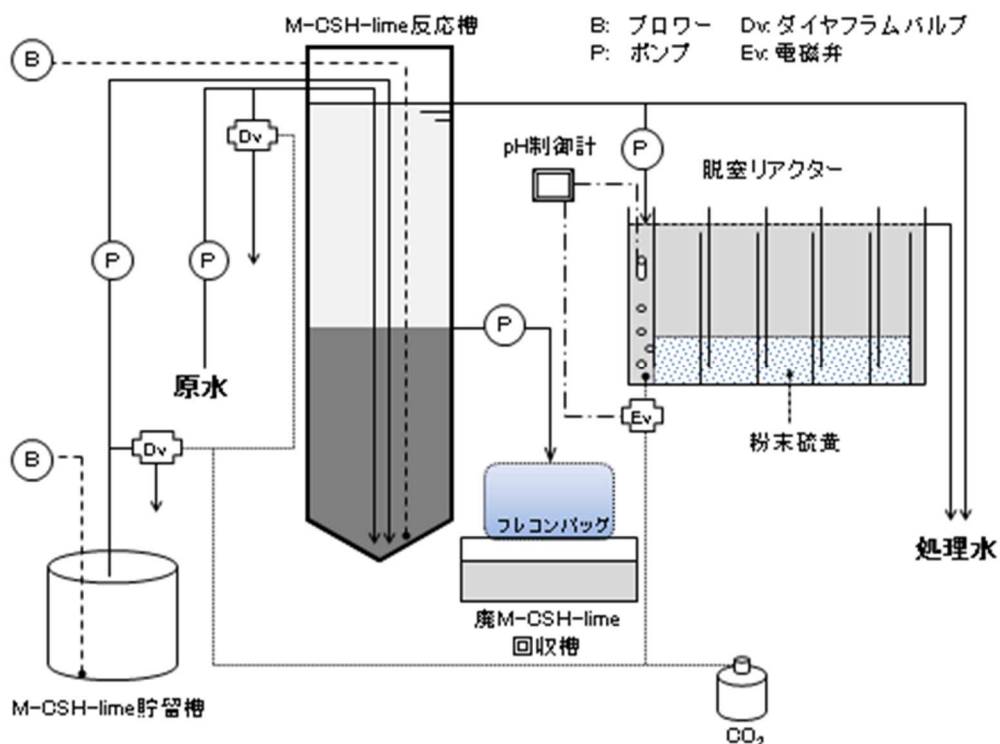 M-CSH-lime反応槽
B: ブロワー Dv: ダイヤフラムバルブ
P: ポンプ Ev: 電磁弁
B
Dv
P
pH制御計
脱窒リアクター
P
P
P
原水
Ev
粉末硫黄
B
Dv
フレコンバッグ
処理水
廃M-CSH-lime
回収槽
M-CSH-lime貯留槽
CO₂